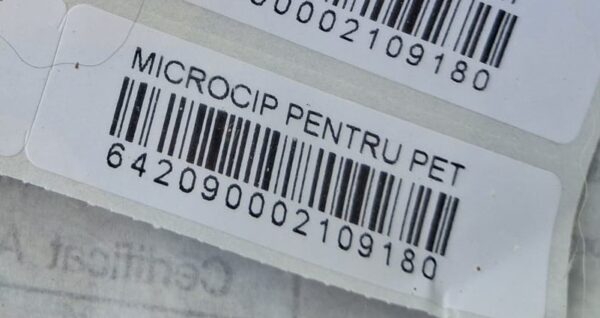 0002109180
MICROCIP PENTRU PET
642090002109180
Certificat A